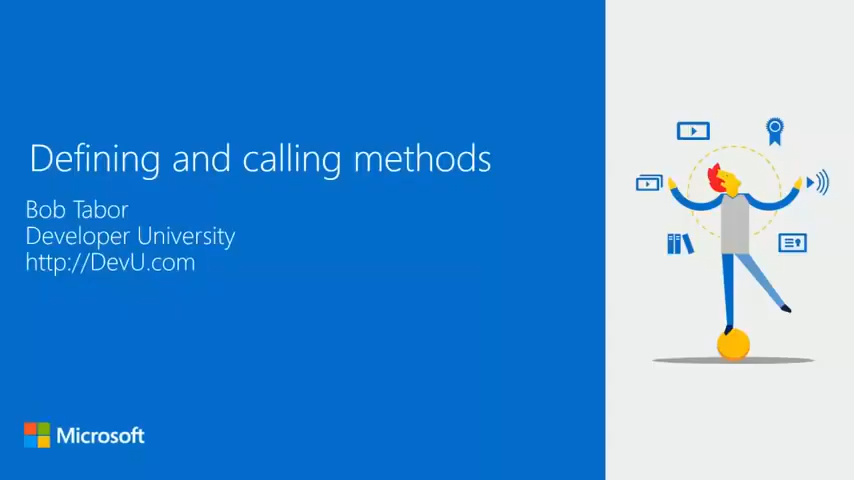 Defining and calling methods
Bob Tabor
Developer University
http://DevU.com
Microsoft